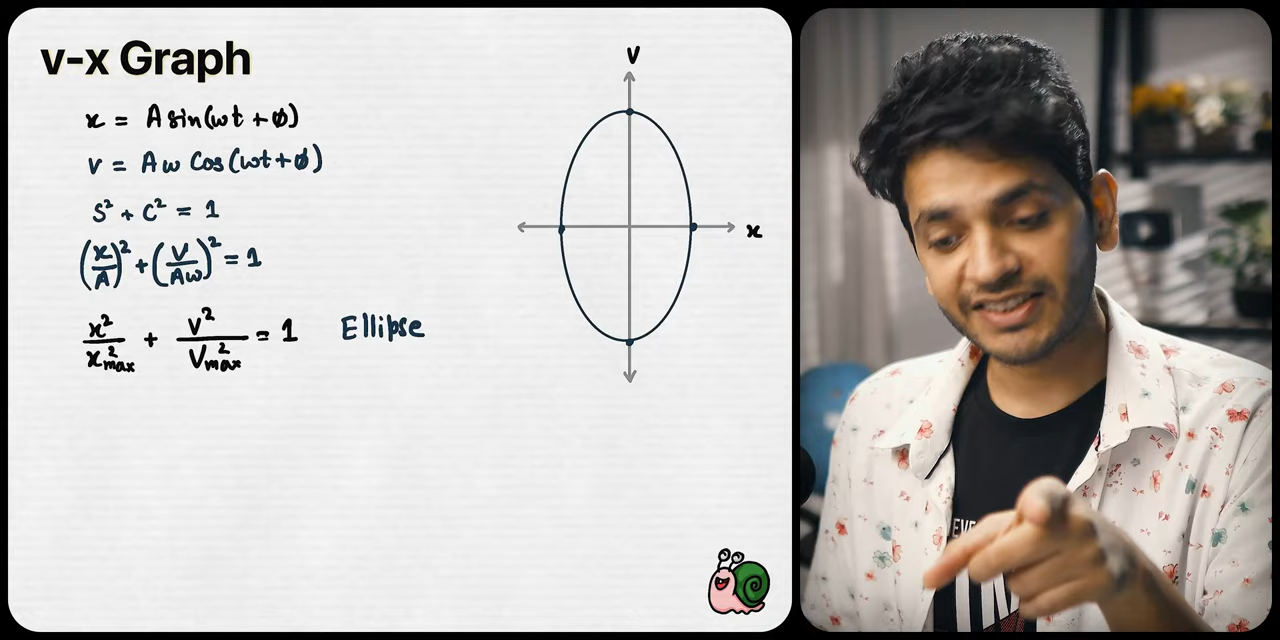 v-x Graph
x = A sin(ωt + φ)
v = Aω Cos(ωt + φ)
S² + C² = 1
(x/A)² + (v/Aω)² = 1
x²/x²max + v²/V²max = 1 Ellipse
v
x
EVE